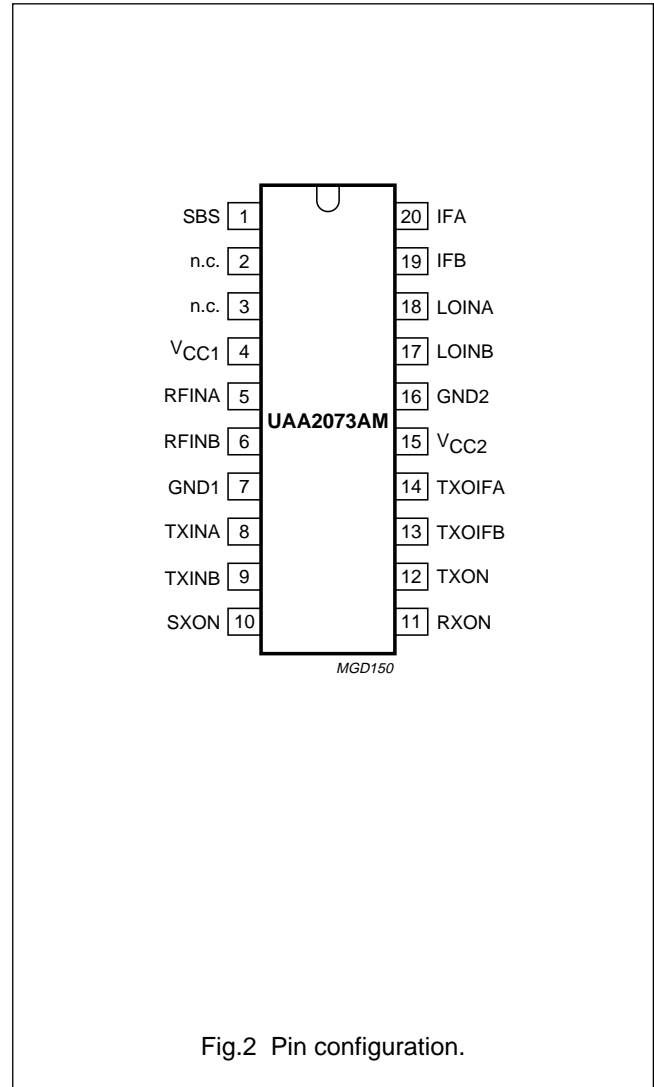 SBS 1 20 IFA
n.c. 2 19 IFB
n.c. 3 18 LOINA
VCC1 4 17 LOINB
RFINA 5 16 GND2
UAA2073AM
RFINB 6 15 VCC2
GND1 7 14 TXOIFA
TXINA 8 13 TXOIFB
TXINB 9 12 TXON
SXON 10 11 RXON
MGD150
Fig.2 Pin configuration.